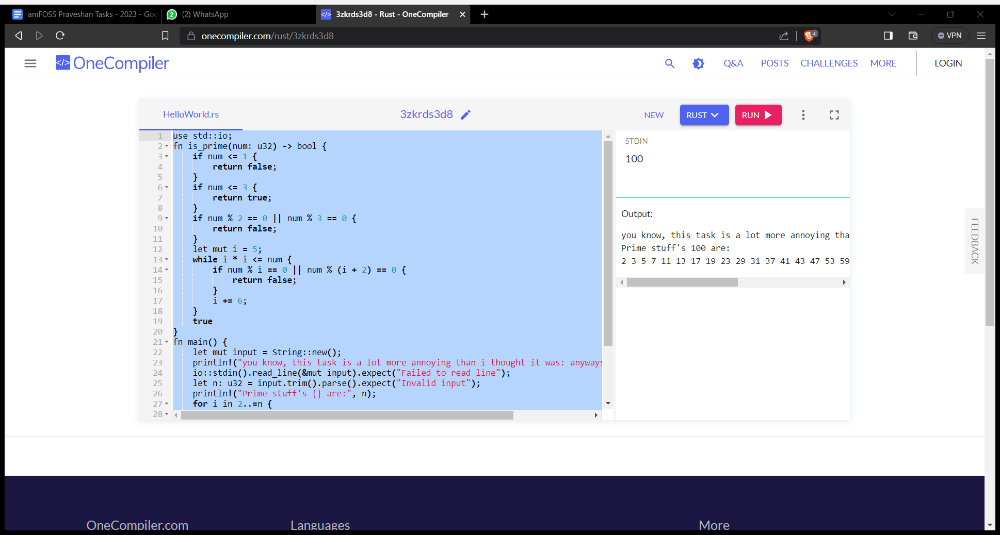 amFOSS Praveshan Tasks - 2023 - Goo
2 (2) WhatsApp
</> 3zkrds3d8 - Rust - OneCompiler
onecompiler.com/rust/3zkrds3d8
4
VPN
</> OneCompiler
Q&A POSTS CHALLENGES MORE LOGIN
HelloWorld.rs
3zkrds3d8
NEW RUST RUN
1 use std::io;
2 fn is_prime(num: u32) -> bool {
3     if num <= 1 {
4         return false;
5     }
6     if num <= 3 {
7         return true;
8     }
9     if num % 2 == 0 || num % 3 == 0 {
10         return false;
11     }
12     let mut i = 5;
13     while i * i <= num {
14         if num % i == 0 || num % (i + 2) == 0 {
15             return false;
16         }
17         i += 6;
18     }
19     true
20 }
21 fn main() {
22     let mut input = String::new();
23     println!("you know, this task is a lot more annoying than i thought it was: anyways
24     io::stdin().read_line(&mut input).expect("Failed to read line");
25     let n: u32 = input.trim().parse().expect("Invalid input");
26     println!("Prime stuff's {} are:", n);
27     for i in 2..=n {
28
STDIN
100
Output:
you know, this task is a lot more annoying tha
Prime stuff's 100 are:
2 3 5 7 11 13 17 19 23 29 31 37 41 43 47 53 59
FEEDBACK
OneCompiler.com
Languages
More